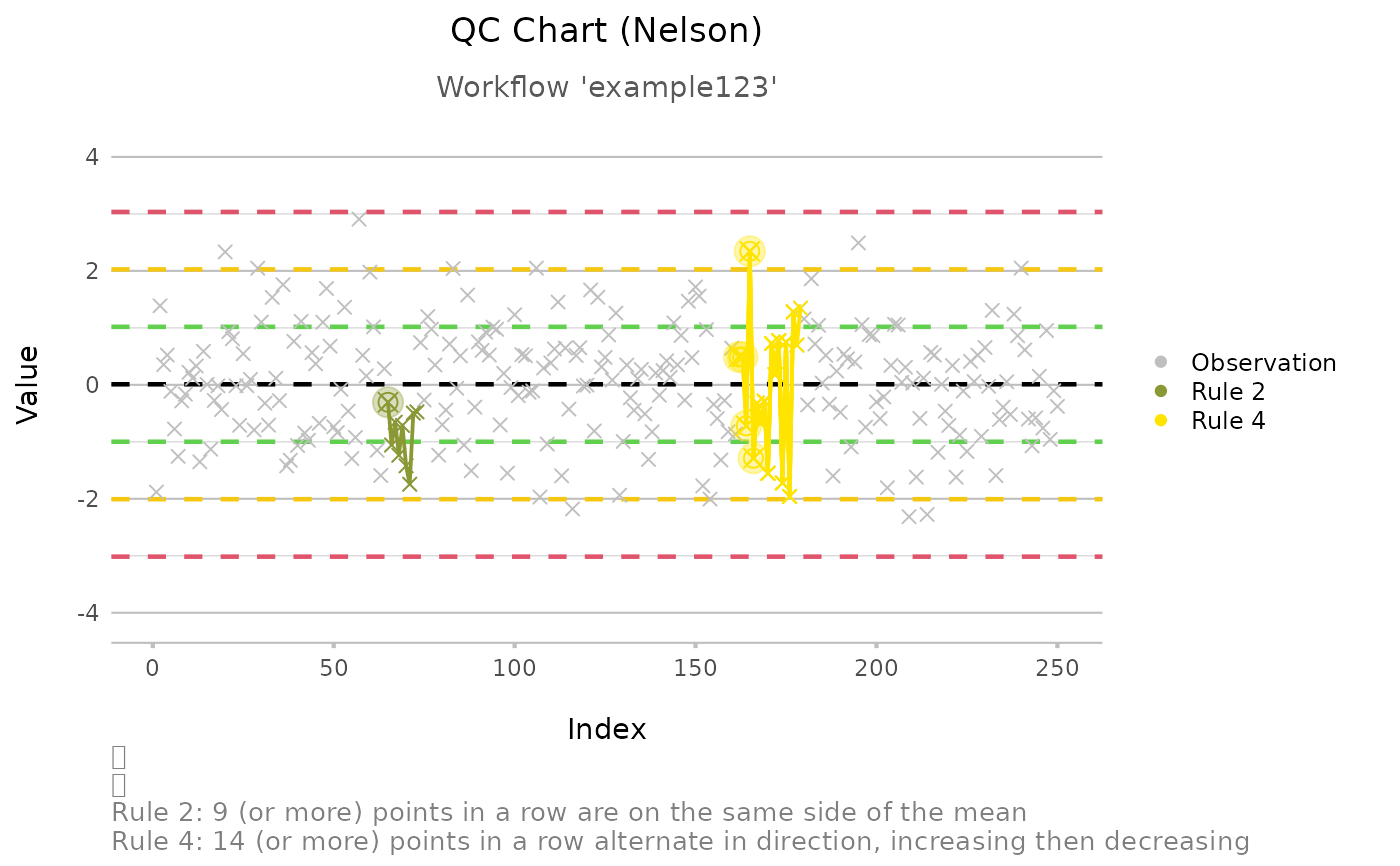 QC Chart (Nelson)
Workflow 'example123'
Value
4
2
0
-2
-4
0
50
100
150
200
250
Index
Observation
Rule 2
Rule 4
Rule 2: 9 (or more) points in a row are on the same side of the mean
Rule 4: 14 (or more) points in a row alternate in direction, increasing then decreasing